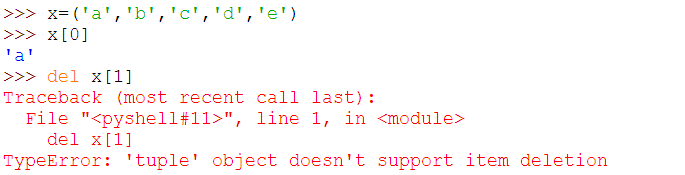 >>> x=('a','b','c','d','e')
>>> x[0]
'a'
>>> del x[1]
Traceback (most recent call last):
  File "<pyshell#11>", line 1, in <module>
    del x[1]
TypeError: 'tuple' object doesn't support item deletion